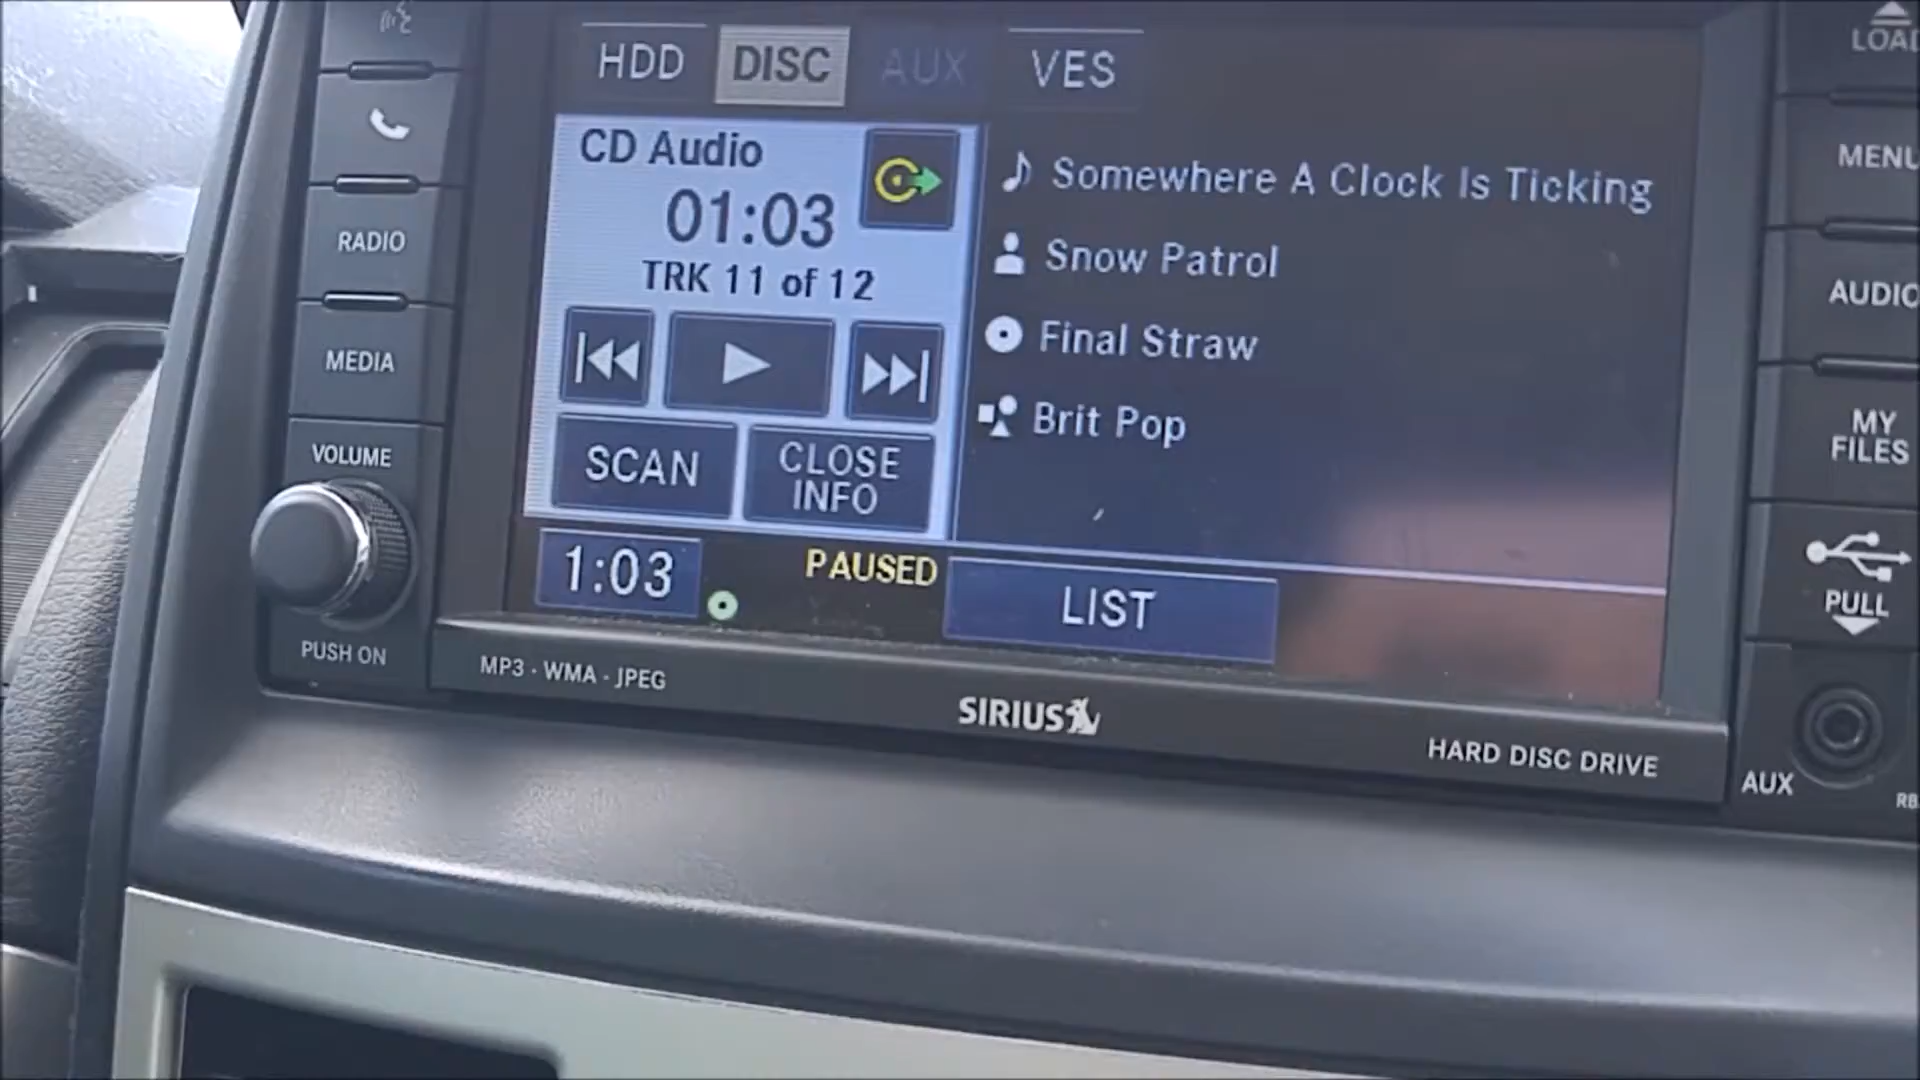 HDD DISC AUX VES
CD Audio
01:03
TRK 11 of 12
SCAN
CLOSE
INFO
1:03
PAUSED
LIST
Somewhere A Clock Is Ticking
Snow Patrol
Final Straw
Brit Pop
RADIO
MEDIA
VOLUME
PUSH ON
MP3 · WMA · JPEG
SIRIUS
HARD DISC DRIVE
LOAD
MENU
AUDIO
MY
FILES
PULL
AUX